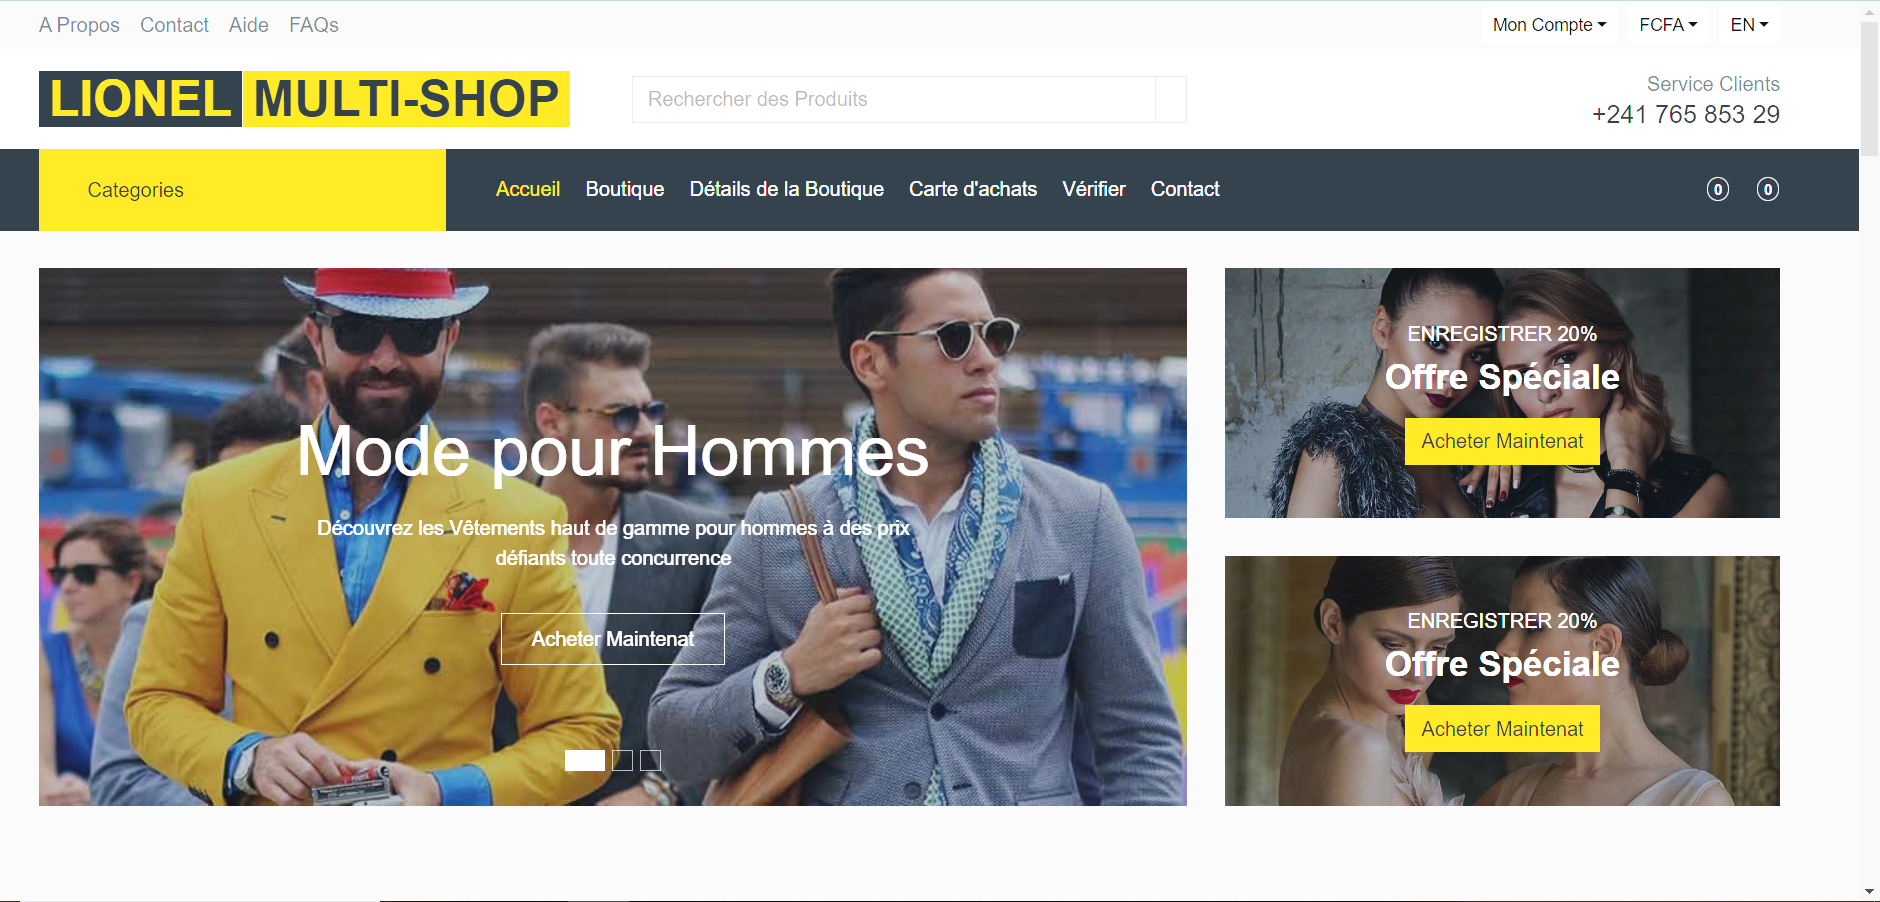 A Propos Contact Aide FAQs Mon Compte FCFA EN
LIONEL MULTI-SHOP
Rechercher des Produits
Service Clients
+241 765 853 29
Categories
Accueil Boutique Détails de la Boutique Carte d'achats Vérifier Contact 0 0
Mode pour Hommes
Découvrez les Vêtements haut de gamme pour hommes à des prix
défiants toute concurrence
Acheter Maintenat
ENREGISTRER 20%
Offre Spéciale
Acheter Maintenat
ENREGISTRER 20%
Offre Spéciale
Acheter Maintenat